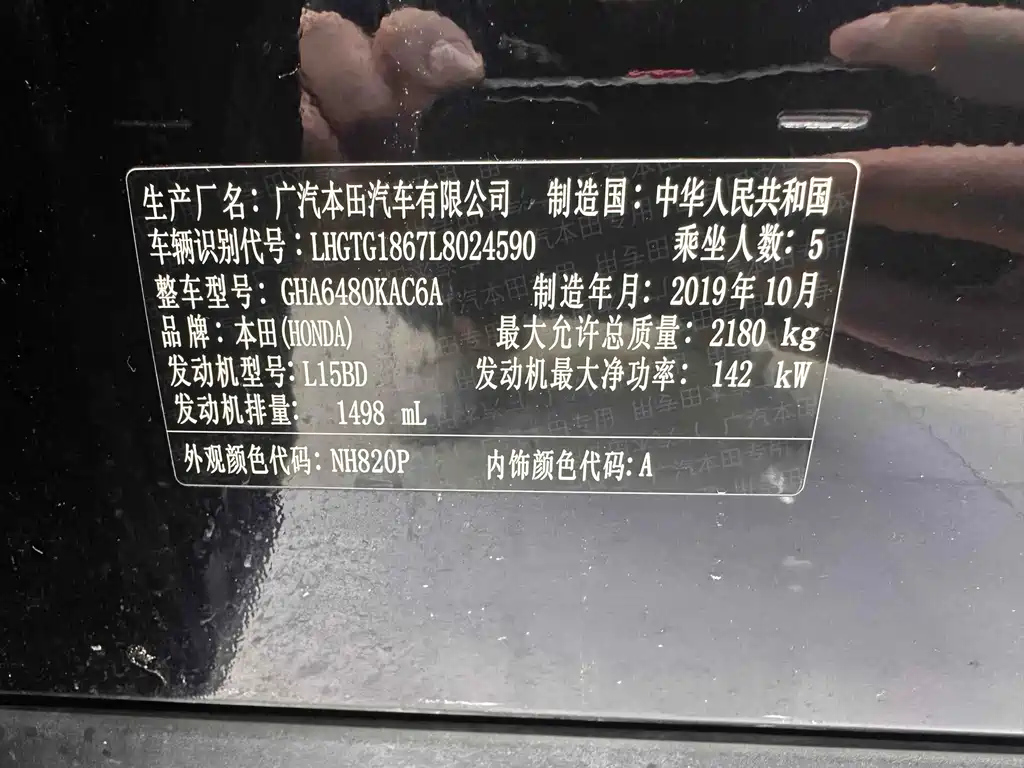 生产厂名：广汽本田汽车有限公司 制造国：中华人民共和国
车辆识别代号：LHGTG1867L8024590 乘坐人数：5
整车型号：GHA6480KAC6A 制造年月：2019年10月
品牌：本田(HONDA) 最大允许总质量：2180 kg
发动机型号：L15BD 发动机最大净功率：142 kW
发动机排量： 1498 mL
外观颜色代码：NH820P 内饰颜色代码：A